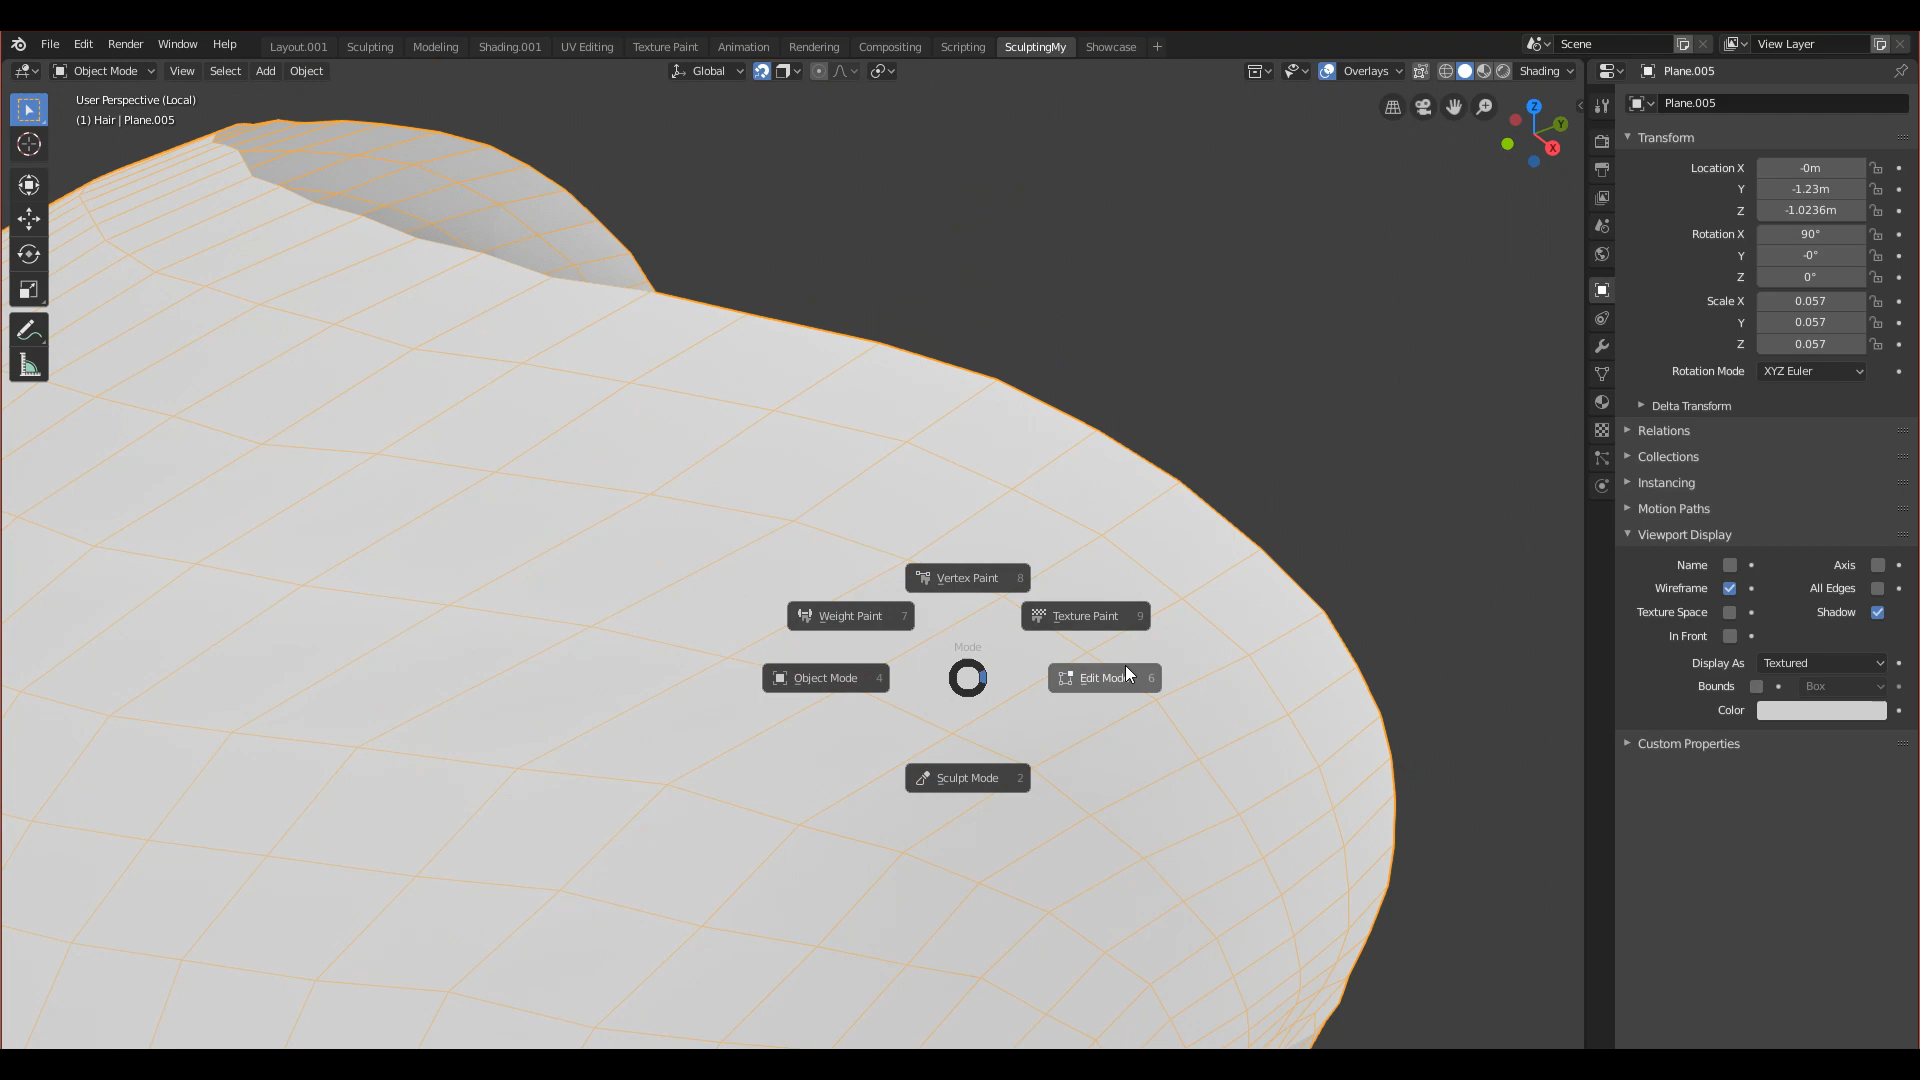 File Edit Render Window Help Layout.001 Sculpting Modeling Shading.001 UV Editing Texture Paint Animation Rendering Compositing Scripting SculptingMy Showcase + Scene View Layer
Object Mode View Select Add Object Global Overlays Shading Plane.005
User Perspective (Local)
(1) Hair | Plane.005
Z
Y
X
Plane.005
Transform
Location X -0m
Y -1.23m
Z -1.0236m
Rotation X 90°
Y -0°
Z 0°
Scale X 0.057
Y 0.057
Z 0.057
Rotation Mode XYZ Euler
Delta Transform
Relations
Collections
Instancing
Motion Paths
Viewport Display
Name Axis
Wireframe All Edges
Texture Space Shadow
In Front
Display As Textured
Bounds Box
Color
Custom Properties
Vertex Paint 8
Weight Paint 7
Texture Paint 9
Mode
Object Mode 4
Edit Mode 6
Sculpt Mode 2